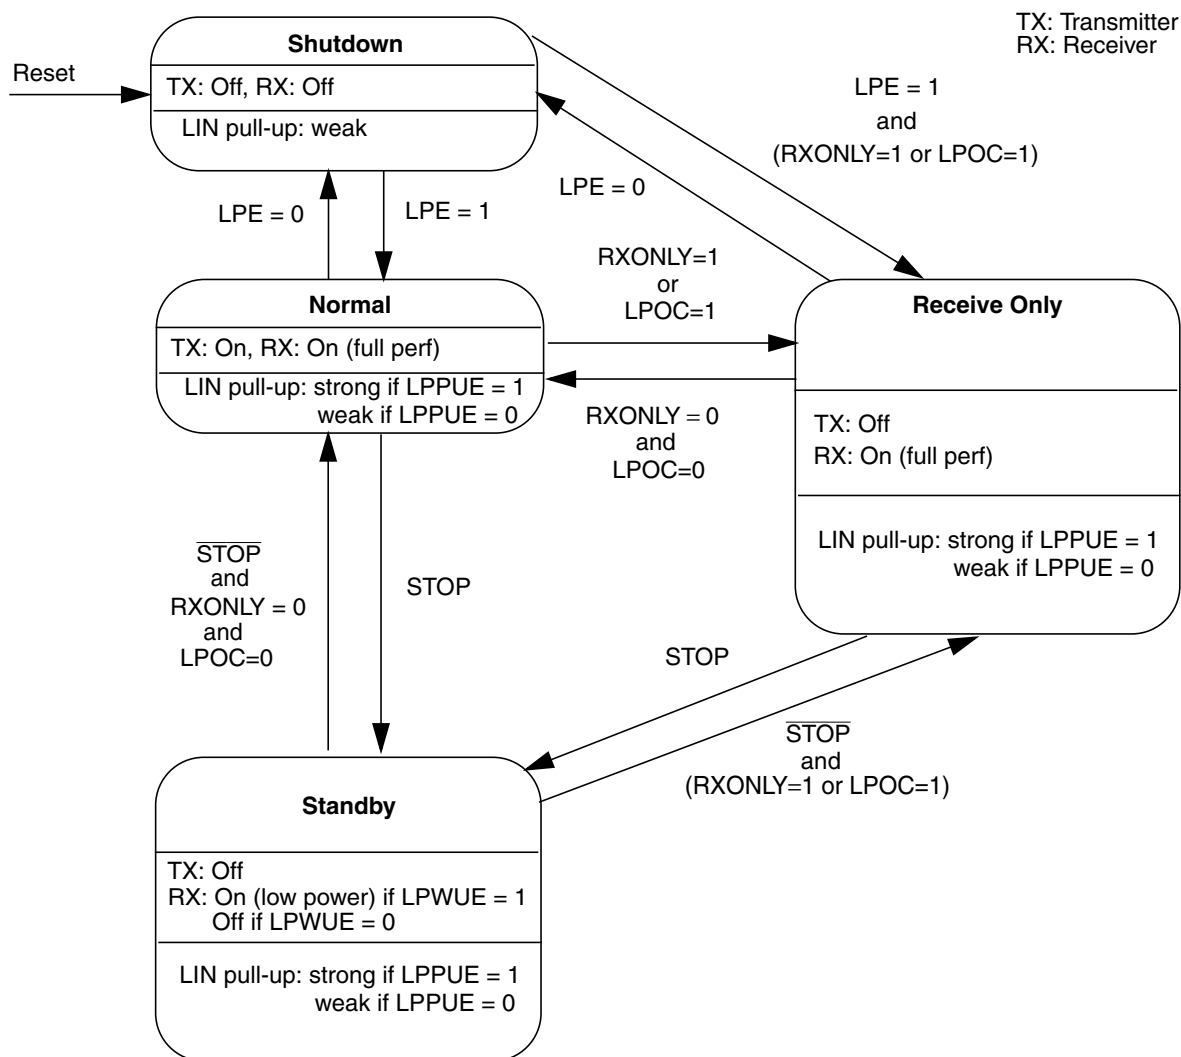 TX: Transmitter
RX: Receiver
Reset
Shutdown
TX: Off, RX: Off
LIN pull-up: weak
LPE = 1
and
(RXONLY=1 or LPOC=1)
LPE = 0
LPE = 0
LPE = 1
RXONLY=1
or
LPOC=1
Normal
TX: On, RX: On (full perf)
LIN pull-up: strong if LPPUE = 1
weak if LPPUE = 0
RXONLY = 0
and
LPOC=0
Receive Only
TX: Off
RX: On (full perf)
LIN pull-up: strong if LPPUE = 1
weak if LPPUE = 0
S̅T̅O̅P̅
and
RXONLY = 0
and
LPOC=0
STOP
STOP
S̅T̅O̅P̅
and
(RXONLY=1 or LPOC=1)
Standby
TX: Off
RX: On (low power) if LPWUE = 1
Off if LPWUE = 0
LIN pull-up: strong if LPPUE = 1
weak if LPPUE = 0